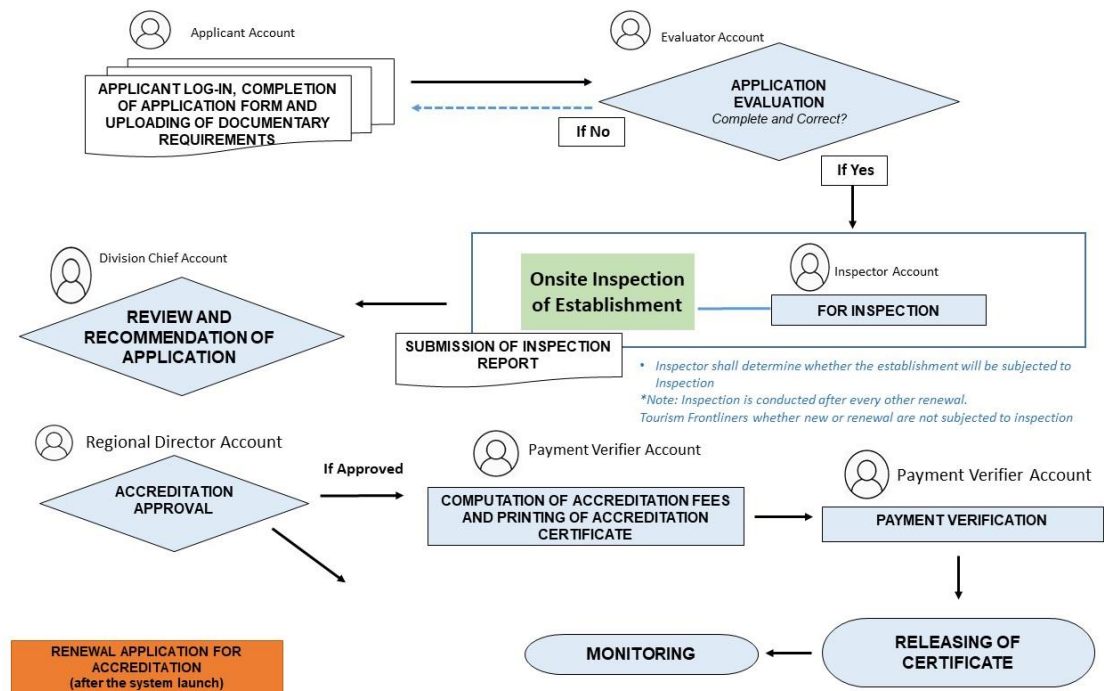 Applicant Account
APPLICANT LOG-IN, COMPLETION
OF APPLICATION FORM AND
UPLOADING OF DOCUMENTARY
REQUIREMENTS
If No
Evaluator Account
APPLICATION
EVALUATION
Complete and Correct?
If Yes
Division Chief Account
REVIEW AND
RECOMMENDATION OF
APPLICATION
Onsite Inspection
of Establishment
Inspector Account
FOR INSPECTION
SUBMISSION OF INSPECTION
REPORT
• Inspector shall determine whether the establishment will be subjected to
Inspection
*Note: Inspection is conducted after every other renewal.
Tourism Frontliners whether new or renewal are not subjected to inspection
Regional Director Account
ACCREDITATION
APPROVAL
If Approved
Payment Verifier Account
COMPUTATION OF ACCREDITATION FEES
AND PRINTING OF ACCREDITATION
CERTIFICATE
Payment Verifier Account
PAYMENT VERIFICATION
RELEASING OF
CERTIFICATE
MONITORING
RENEWAL APPLICATION FOR
ACCREDITATION
(after the system launch)